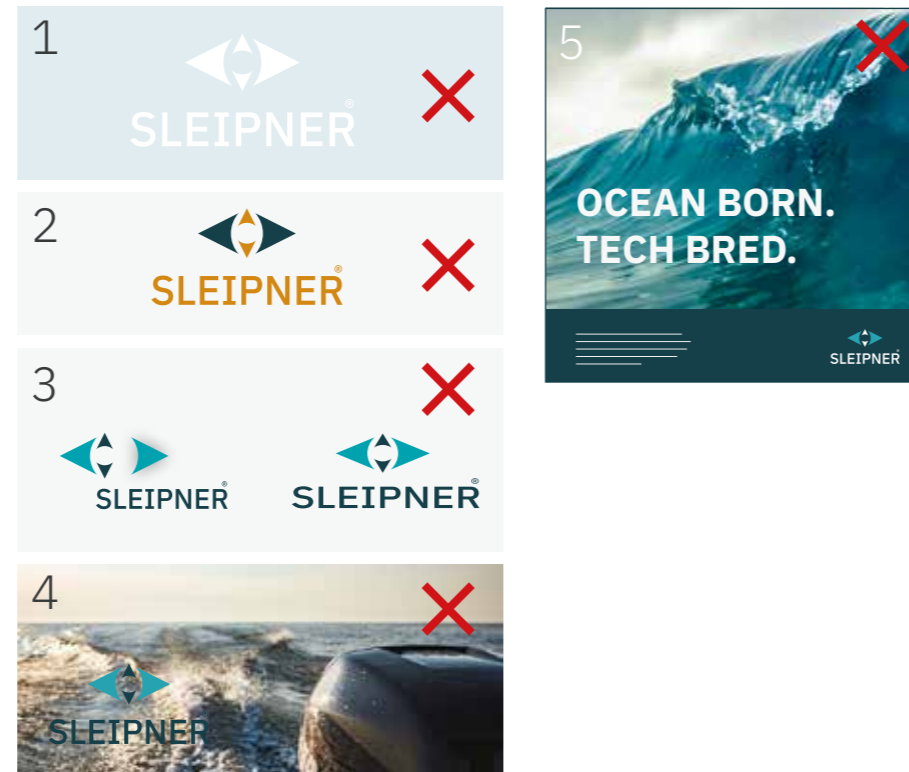 1
SLEIPNER®
2
SLEIPNER®
3
SLEIPNER®
SLEIPNER®
4
SLEIPNER
5
OCEAN BORN.
TECH BRED.
SLEIPNER